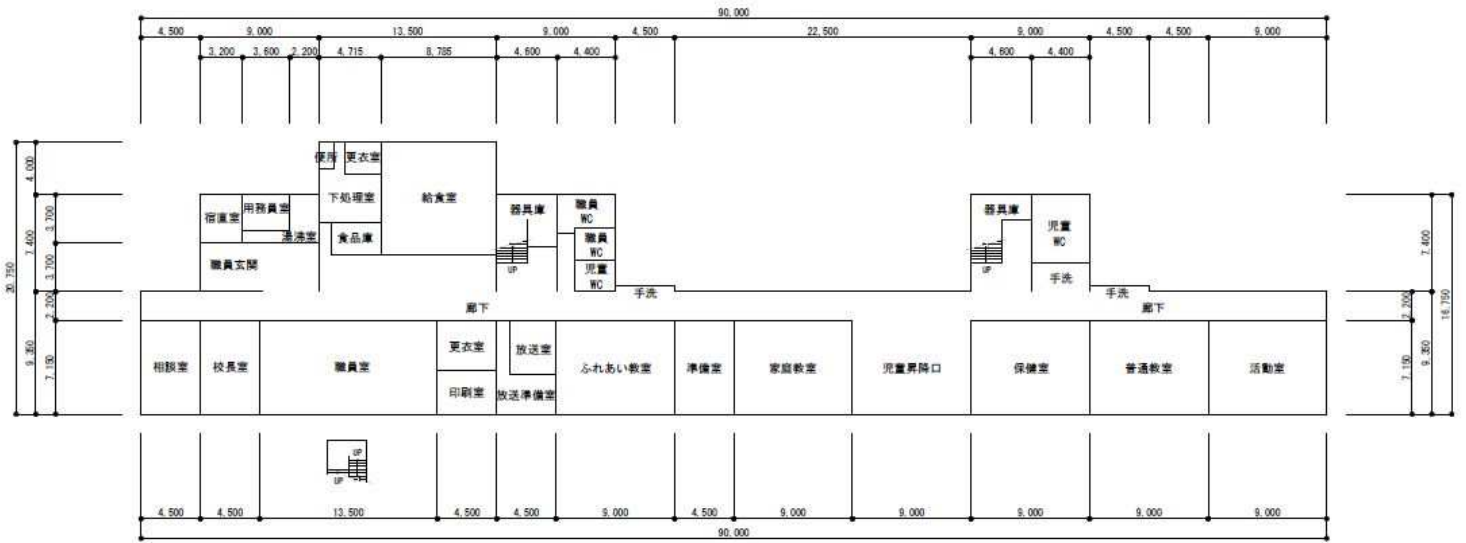 90,000
4,500 9,000 13,500 9,000 4,500 22,500 9,000 4,500 4,500 9,000
3,200 3,600 2,200 4,715 8,785 4,600 4,400 4,600 4,400
20,750
4,000
7,400
9,350
3,700
3,700
2,200
7,150
便所 更衣室
下処理室
給食室
食品庫
宿直室
用務員室
湯沸室
職員玄関
器具庫
UP
職員
WC
職員
WC
児童
WC
手洗
器具庫
UP
児童
WC
手洗
手洗
廊下
廊下
7,400
2,200
7,150
9,350
16,750
相談室
校長室
職員室
更衣室
印刷室
放送室
放送準備室
ふれあい教室
準備室
家庭教室
児童昇降口
保健室
普通教室
活動室
UP
UP
4,500 4,500 13,500 4,500 4,500 9,000 4,500 9,000 9,000 9,000 9,000 9,000
90,000